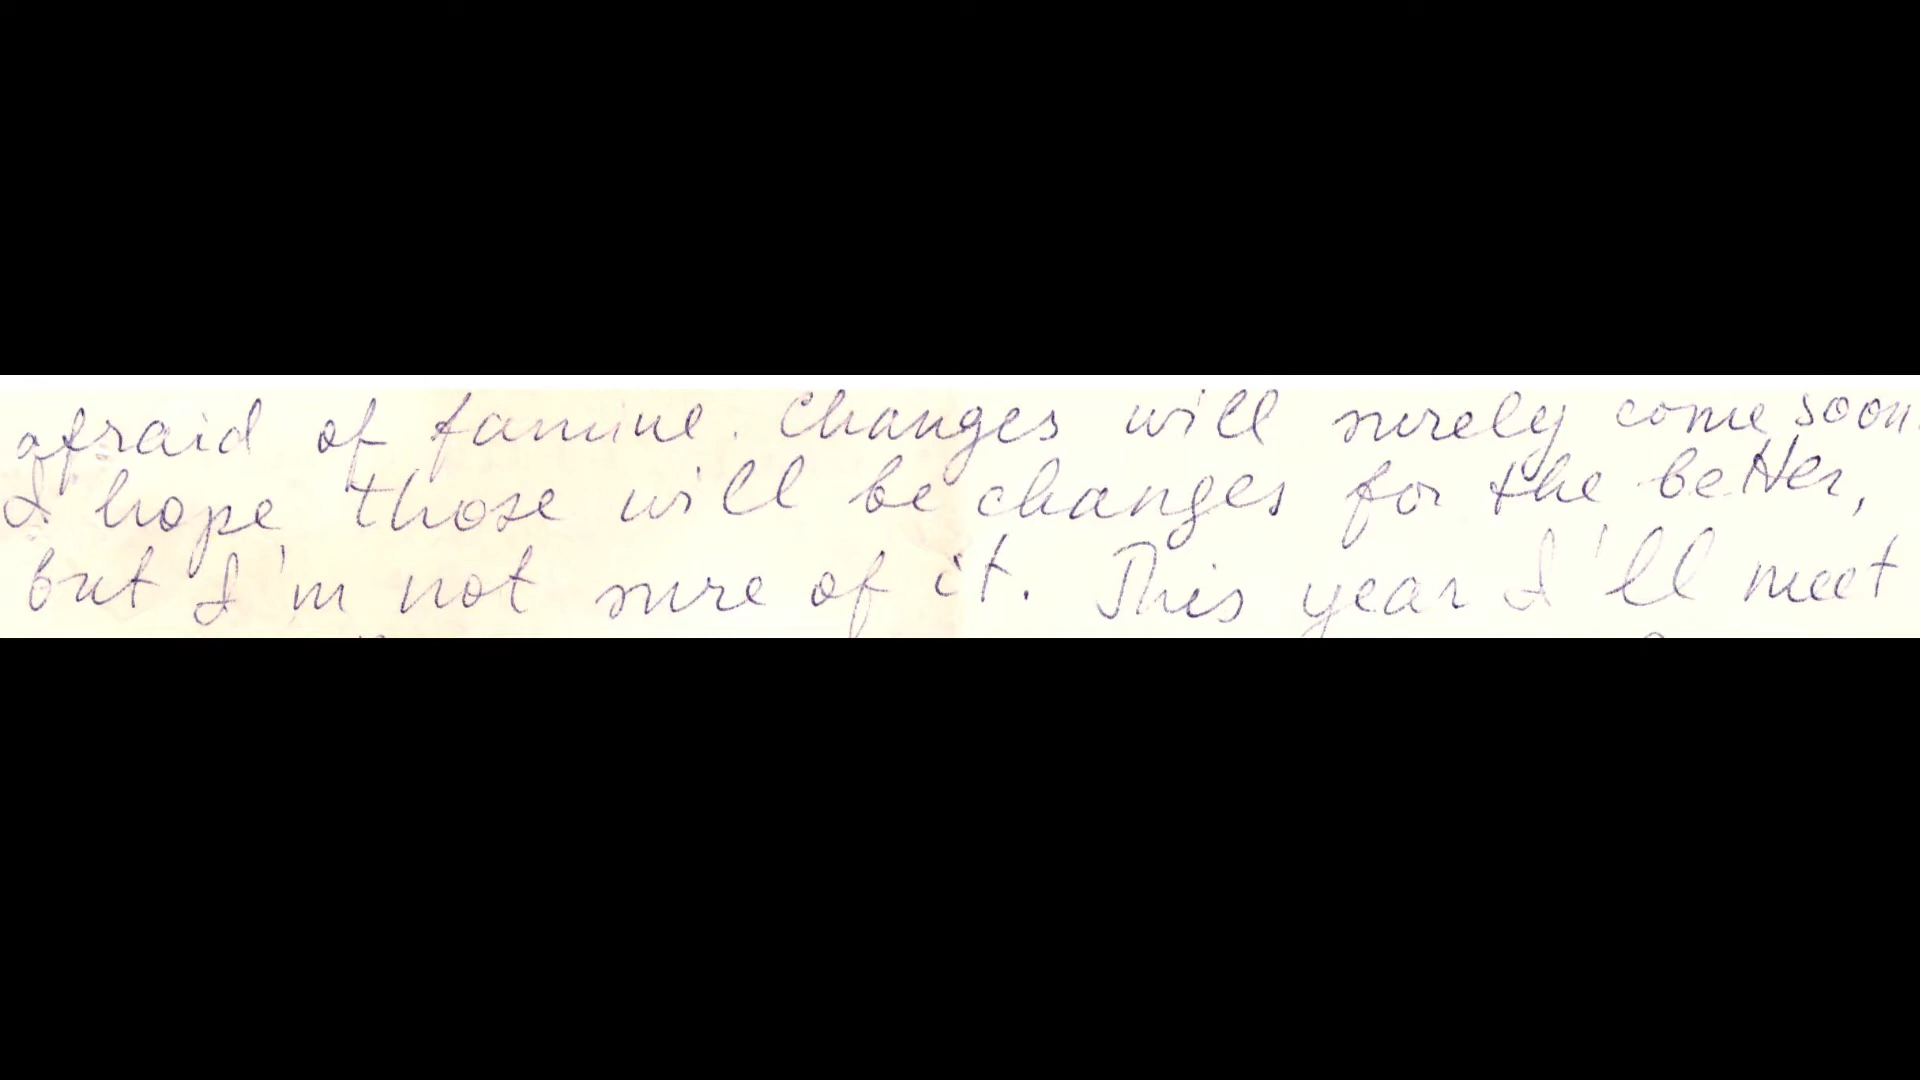 afraid of famine. Changes will surely come soon.
I hope those will be changes for the better,
but I'm not sure of it. This year I'll meet